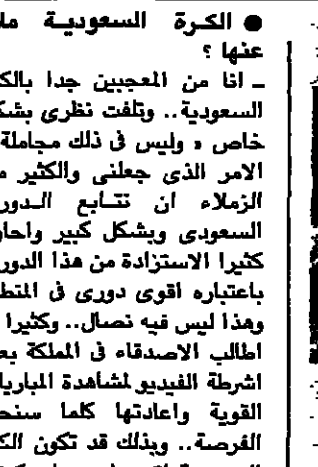 ● الكرة السعودية ما
عنها ؟
ـ انا من المعجبين جدا بالك
السعودية .. وتلفت نظرى بشك
خاص « وليس فى ذلك مجاملة
الامر الذى جعلنى والكثير م
الزملاء ان نتابع الدور
السعودى وبشكل كبير واحاو
كثيرا الاستزادة من هذا الدور
باعتباره اقوى دورى فى المنط
وهذا ليس فيه نصال .. وكثيرا
اطالب الاصدقاء فى المملكة بع
اشرطة الفيديو لمشاهدة المباريا
القوية واعادتها كلما سنح
الفرصة .. وبذلك قد تكون الك